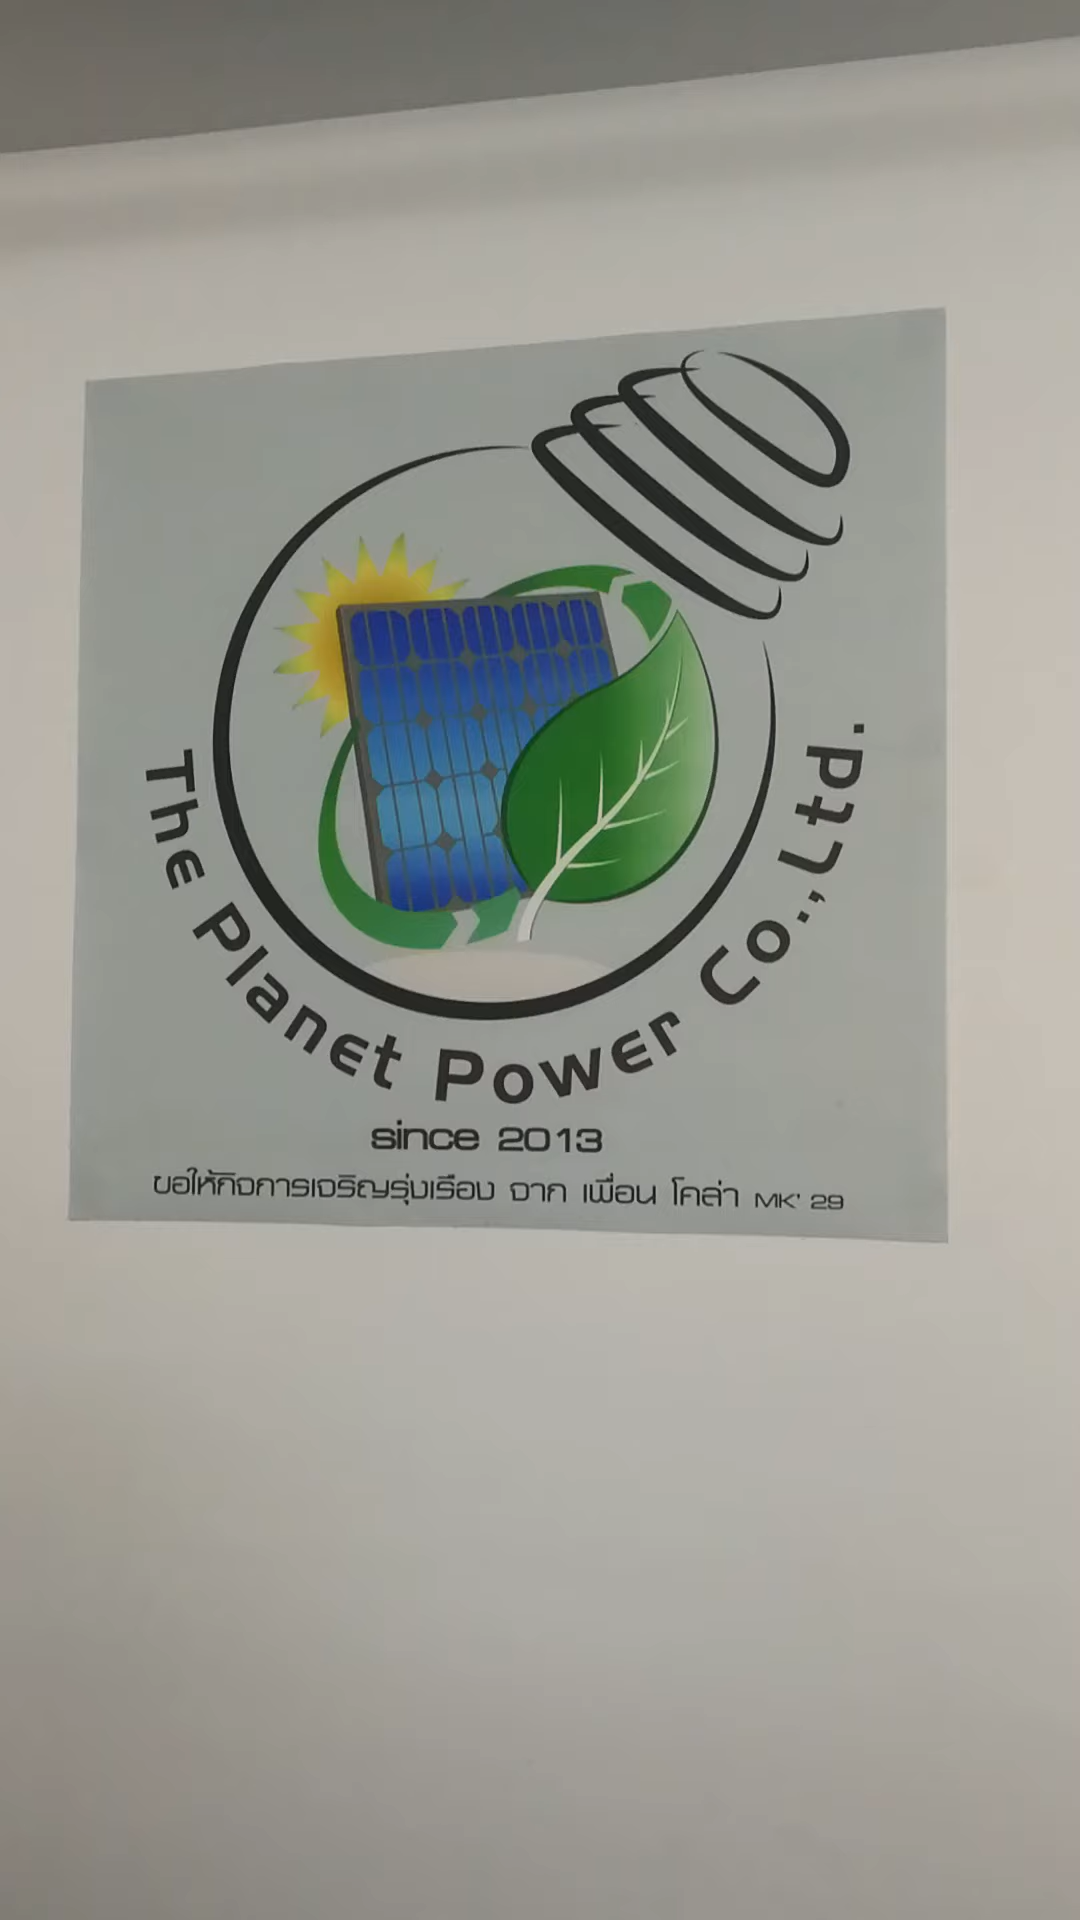 The Planet Power Co.,Ltd.
since 2013
ขอให้กิจการเจริญรุ่งเรือง จาก เพื่อน โคล่า MK' 29